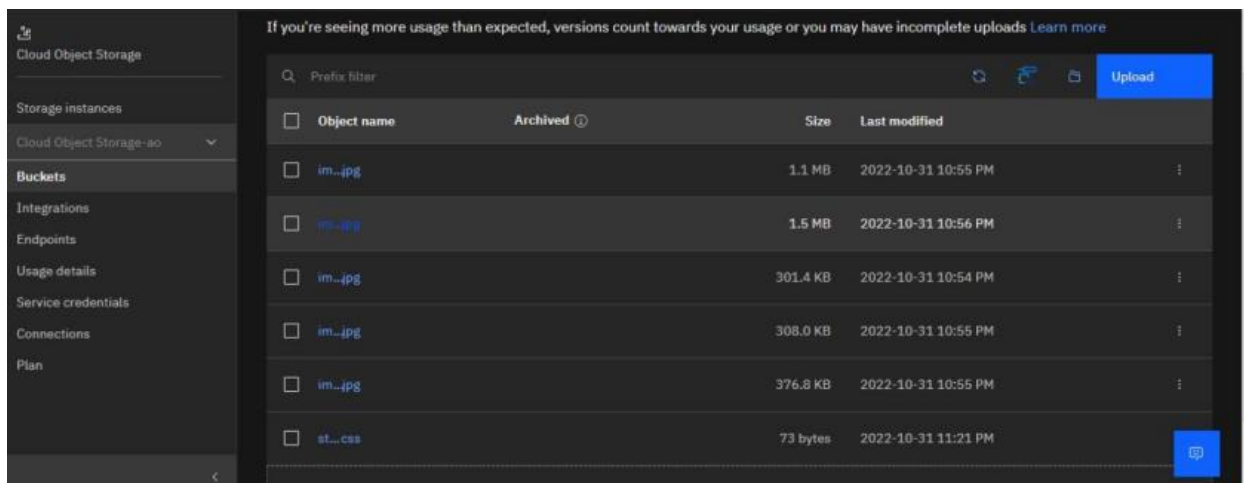 If you're seeing more usage than expected, versions count towards your usage or you may have incomplete uploads Learn more
Cloud Object Storage
Prefix filter
Upload
Storage instances
Object name Archived Size Last modified
Cloud Object Storage-ao
im...jpg 1.1 MB 2022-10-31 10:55 PM
Buckets
Integrations
im...jpg 1.5 MB 2022-10-31 10:56 PM
Endpoints
Usage details
im...jpg 301.4 KB 2022-10-31 10:54 PM
Service credentials
Connections
im...jpg 308.0 KB 2022-10-31 10:55 PM
Plan
im...jpg 376.8 KB 2022-10-31 10:55 PM
st...css 73 bytes 2022-10-31 11:21 PM